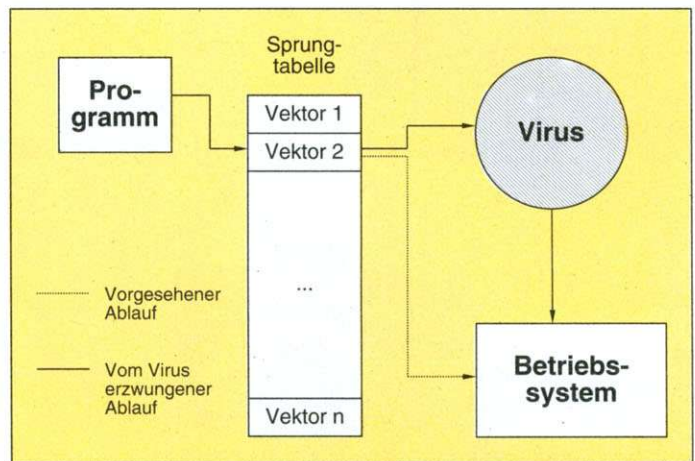 Sprung-
tabelle
Pro-
gramm
Vektor 1
Vektor 2
...
Vektor n
Virus
Betriebs-
system
Vorgesehener
Ablauf
Vom Virus
erzwungener
Ablauf